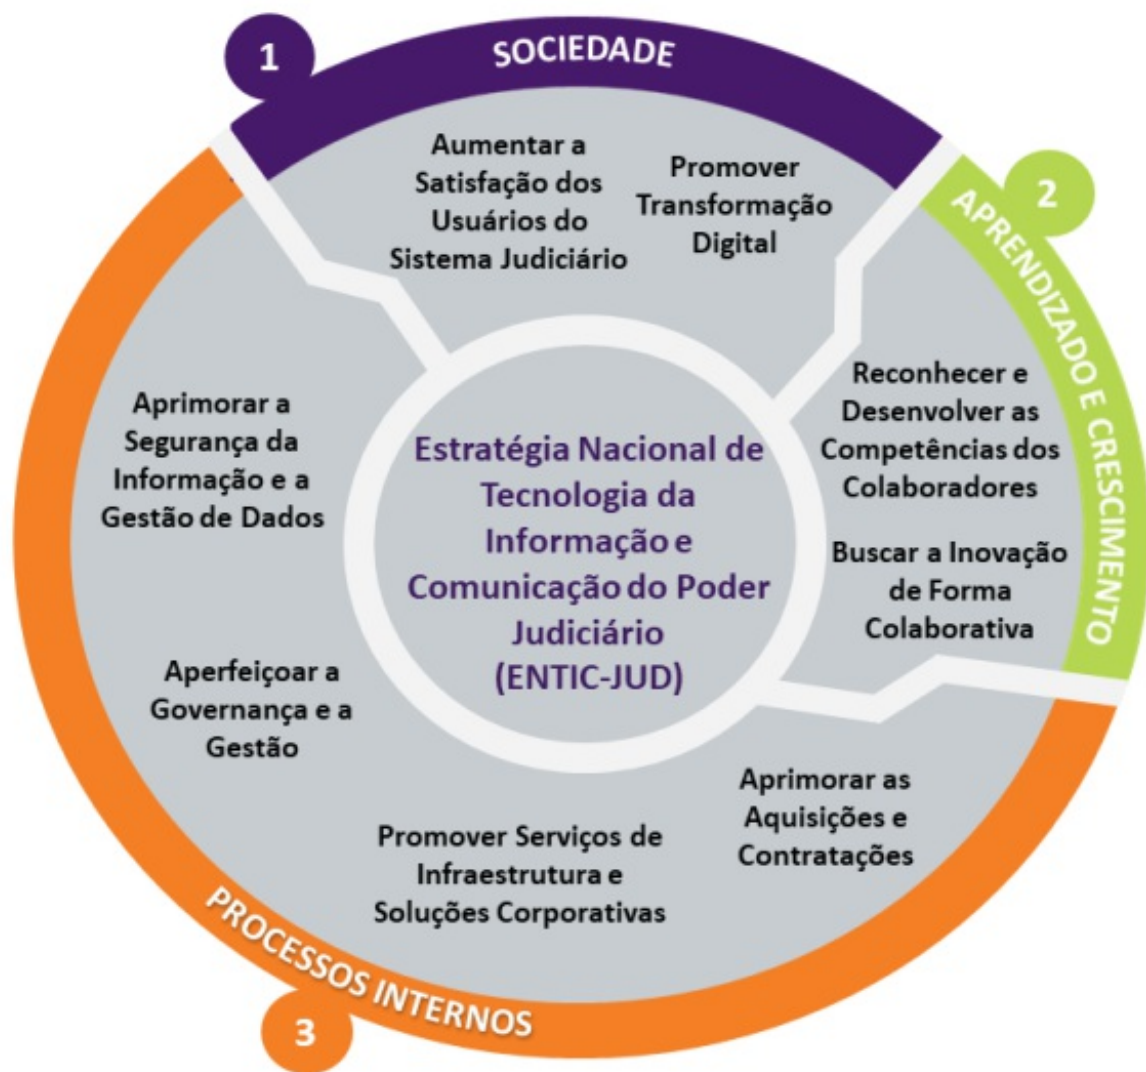 1
SOCIEDADE
Aumentar a
Satisfação dos
Usuários do
Sistema Judiciário
Promover
Transformação
Digital
2
APRENDIZADO E CRESCIMENTO
Reconhecer e
Desenvolver as
Competências dos
Colaboradores
Buscar a Inovação
de Forma
Colaborativa
Estratégia Nacional de
Tecnologia da
Informação e
Comunicação do Poder
Judiciário
(ENTIC-JUD)
Aprimorar a
Segurança da
Informação e a
Gestão de Dados
Aperfeiçoar a
Governança e a
Gestão
Promover Serviços de
Infraestrutura e
Soluções Corporativas
Aprimorar as
Aquisições e
Contratações
PROCESSOS INTERNOS
3